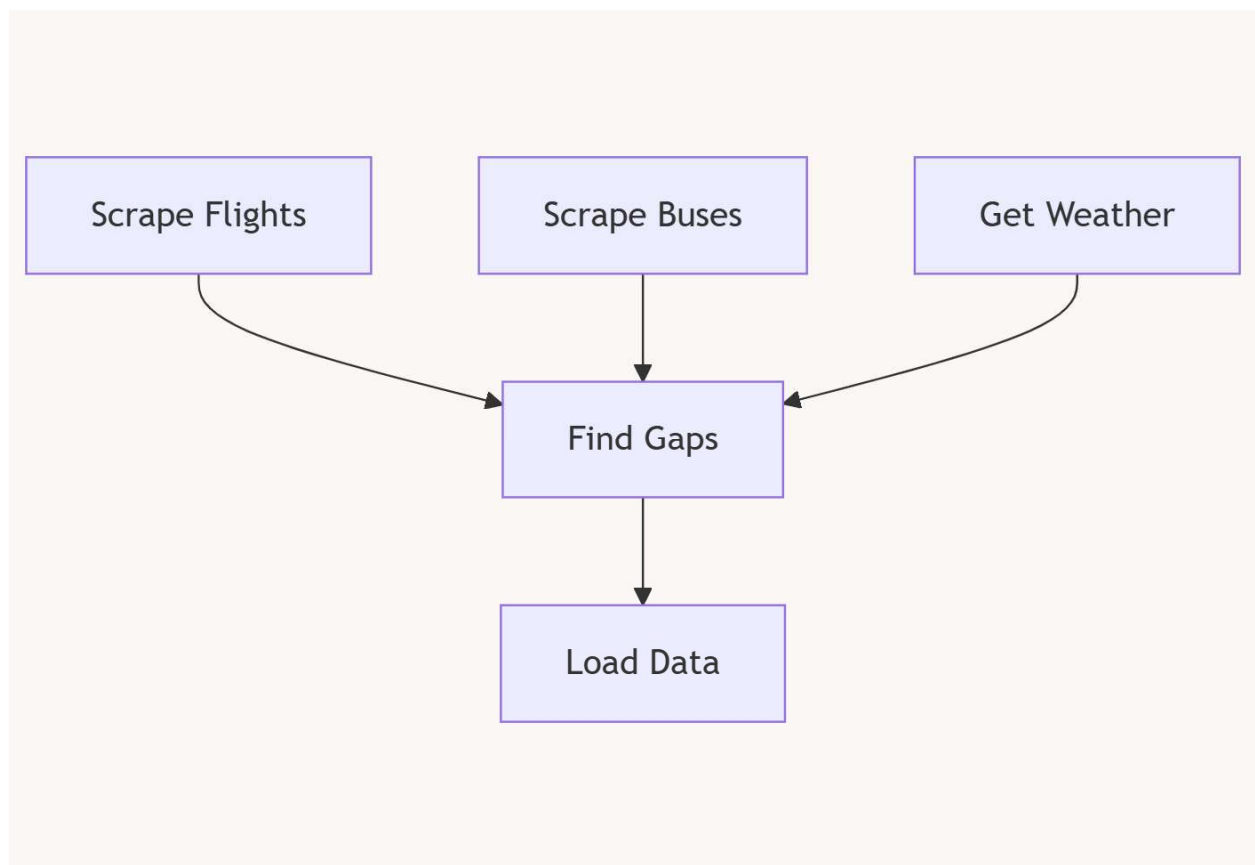 Scrape Flights
Scrape Buses
Get Weather
Find Gaps
Load Data